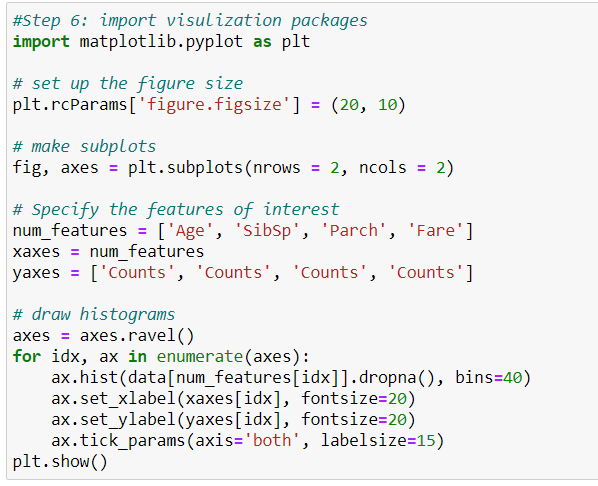 #Step 6: import visulization packages
import matplotlib.pyplot as plt

# set up the figure size
plt.rcParams['figure.figsize'] = (20, 10)

# make subplots
fig, axes = plt.subplots(nrows = 2, ncols = 2)

# Specify the features of interest
num_features = ['Age', 'SibSp', 'Parch', 'Fare']
xaxes = num_features
yaxes = ['Counts', 'Counts', 'Counts', 'Counts']

# draw histograms
axes = axes.ravel()
for idx, ax in enumerate(axes):
    ax.hist(data[num_features[idx]].dropna(), bins=40)
    ax.set_xlabel(xaxes[idx], fontsize=20)
    ax.set_ylabel(yaxes[idx], fontsize=20)
    ax.tick_params(axis='both', labelsize=15)
plt.show()